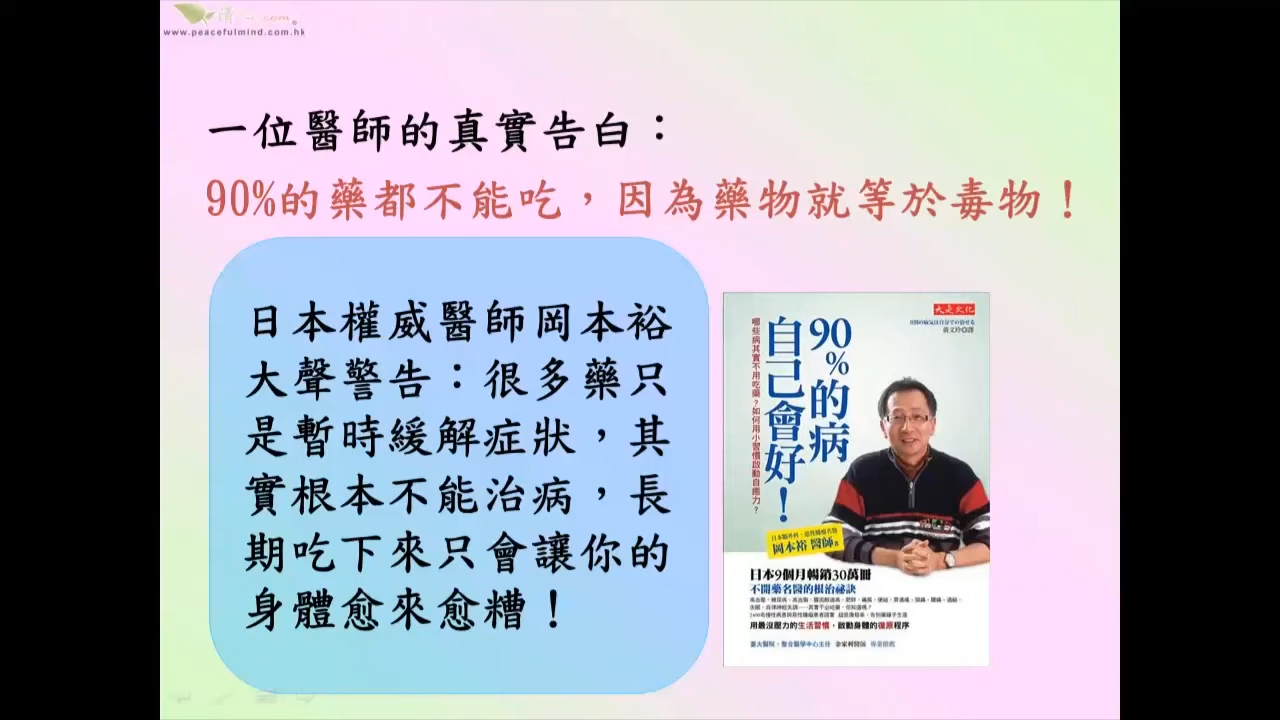 www.peacefulmind.com.hk
一位醫師的真實告白：
90%的藥都不能吃，因為藥物就等於毒物！
日本權威醫師岡本裕
大聲警告：很多藥只
是暫時緩解症狀，其
實根本不能治病，長
期吃下來只會讓你的
身體愈來愈糟！
大是文化
黃文玲◎譯
90%的病
自己會好！
哪些病其實不用吃藥？如何用小習慣啟動自癒力？
岡本裕 醫師 著
日本9個月暢銷30萬冊
不開藥名醫的根治祕訣
用最沒壓力的生活習慣，啟動身體的復原程序